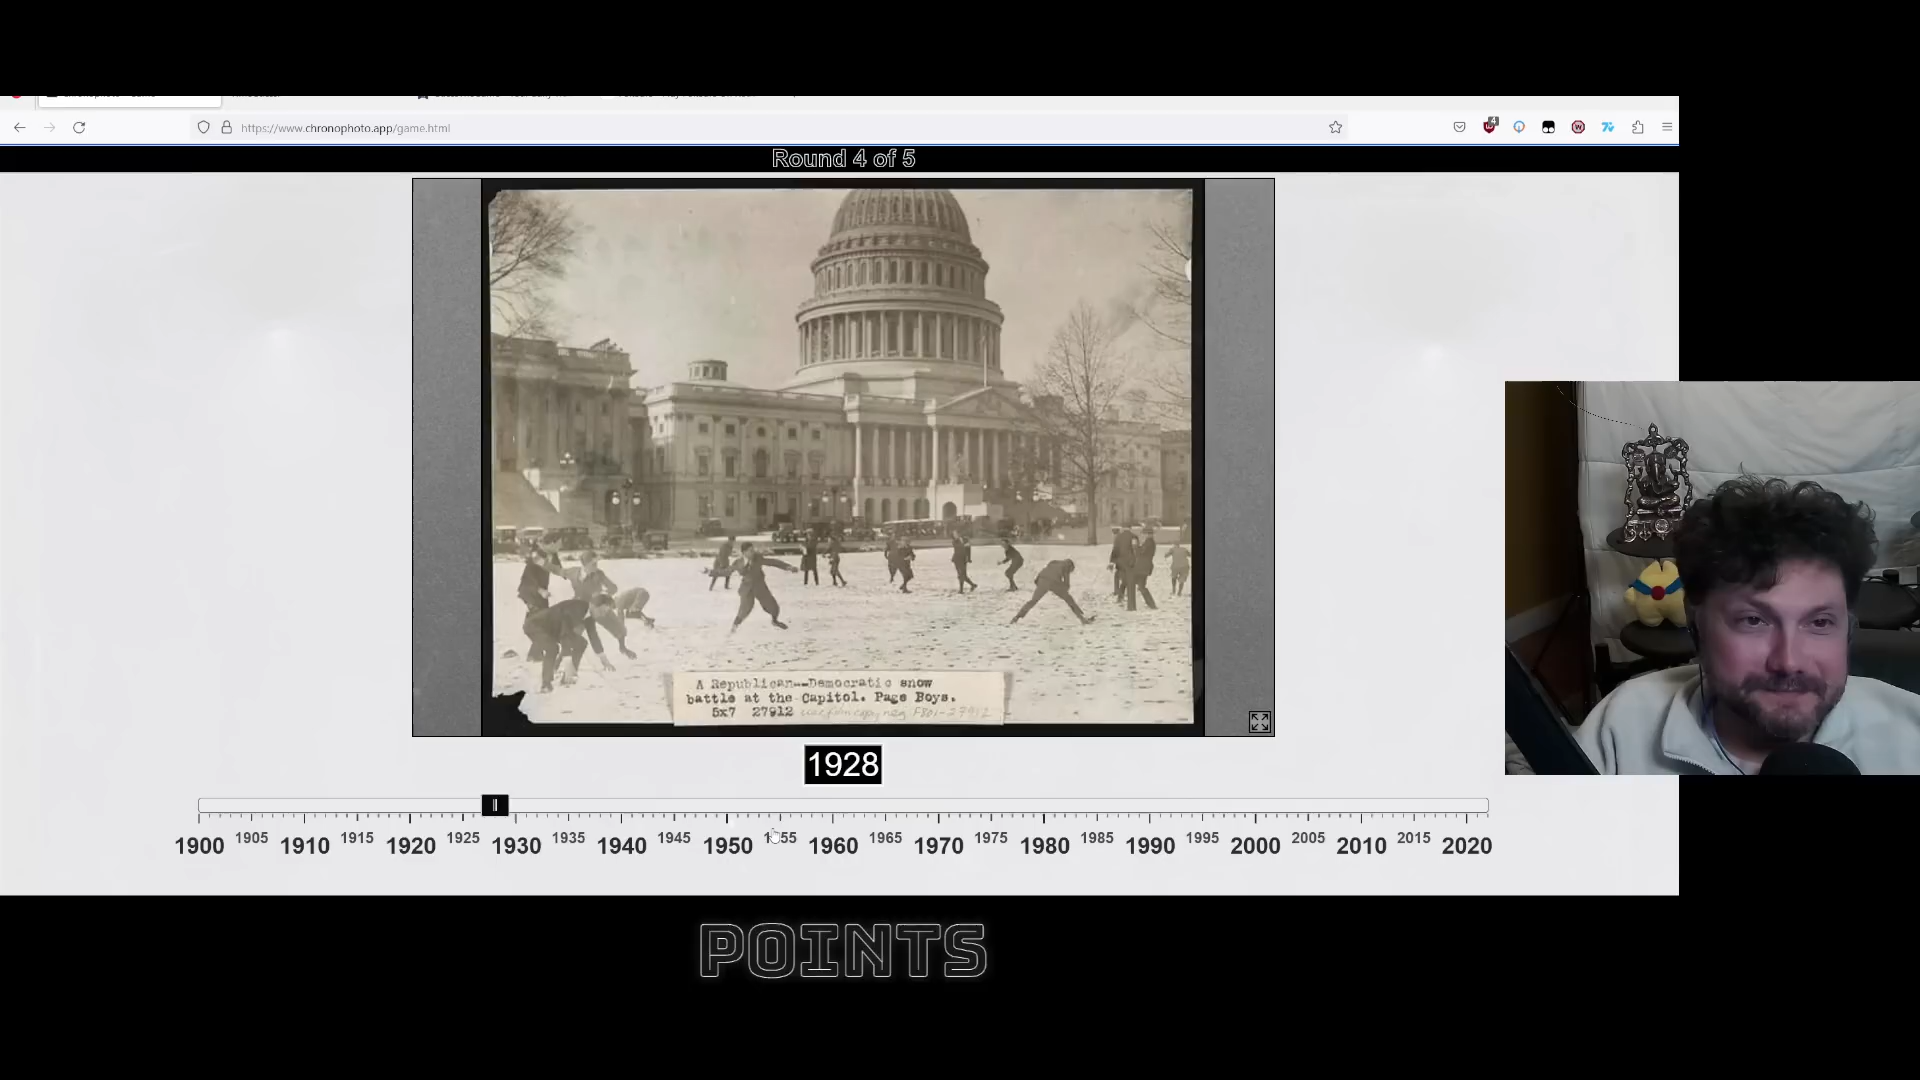 https://www.chronophoto.app/game.html
Round 4 of 5
A Republican--Democratic snow
battle at the Capitol. Page Boys.
5x7 27912
1928
1900 1905 1910 1915 1920 1925 1930 1935 1940 1945 1950 1955 1960 1965 1970 1975 1980 1985 1990 1995 2000 2005 2010 2015 2020
POINTS